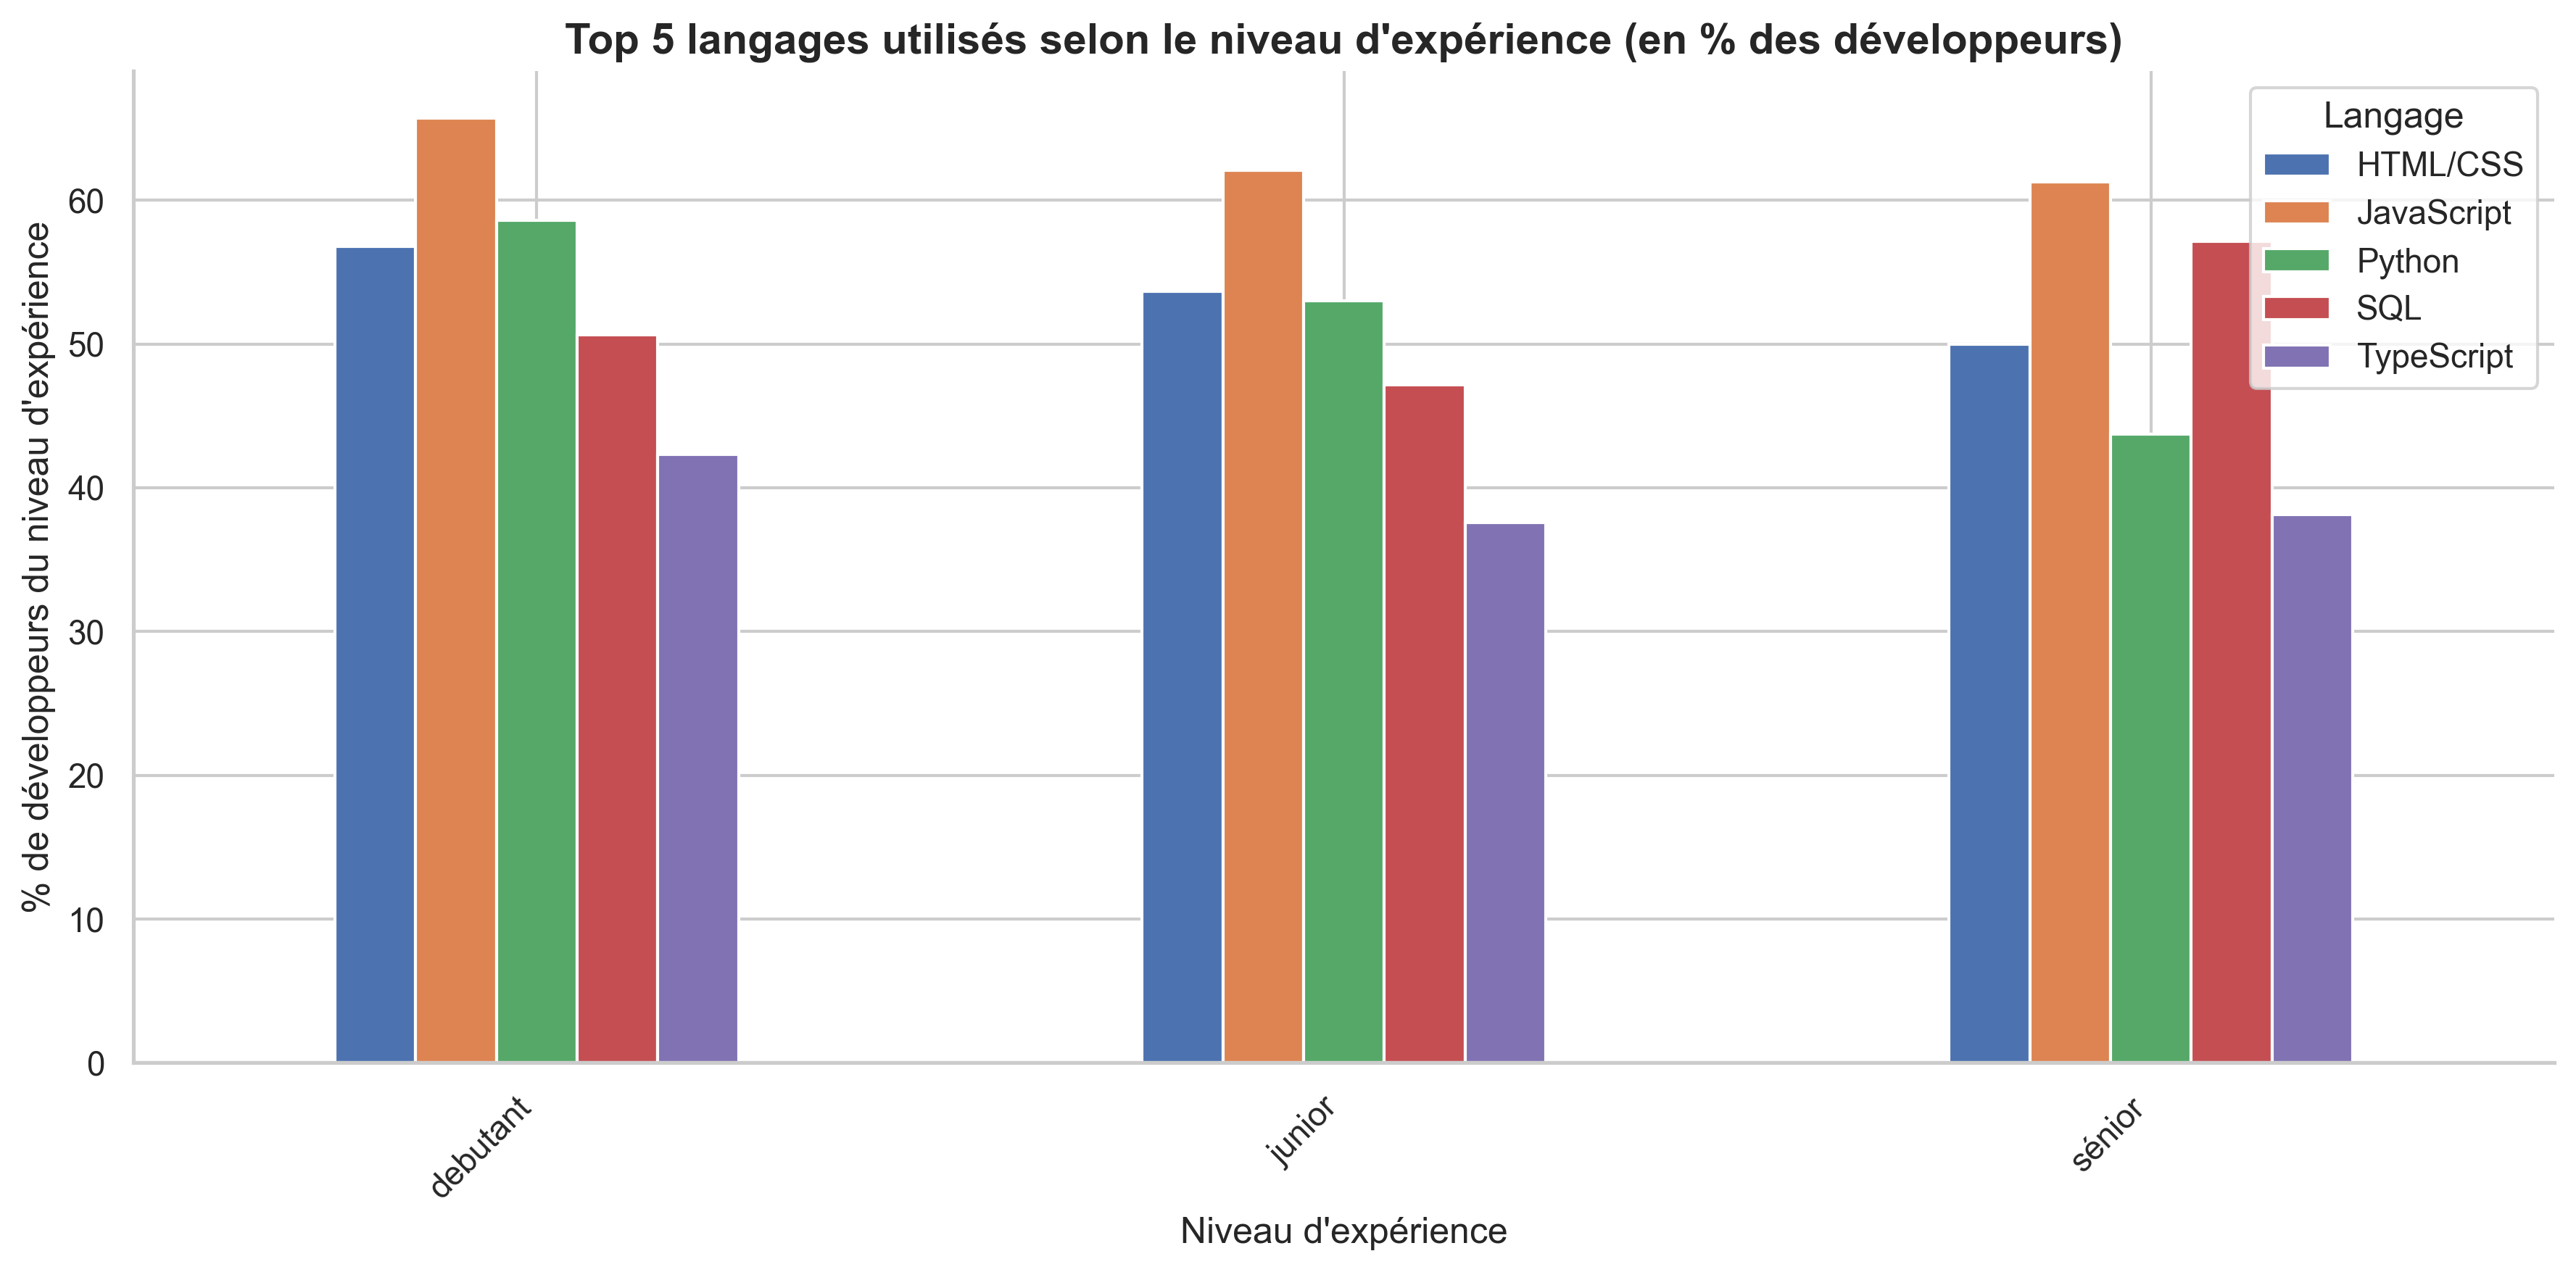 Top 5 langages utilisés selon le niveau d'expérience (en % des développeurs)
% de développeurs du niveau d'expérience
60
50
40
30
20
10
0
Langage
HTML/CSS
JavaScript
Python
SQL
TypeScript
debutant
junior
sénior
Niveau d'expérience